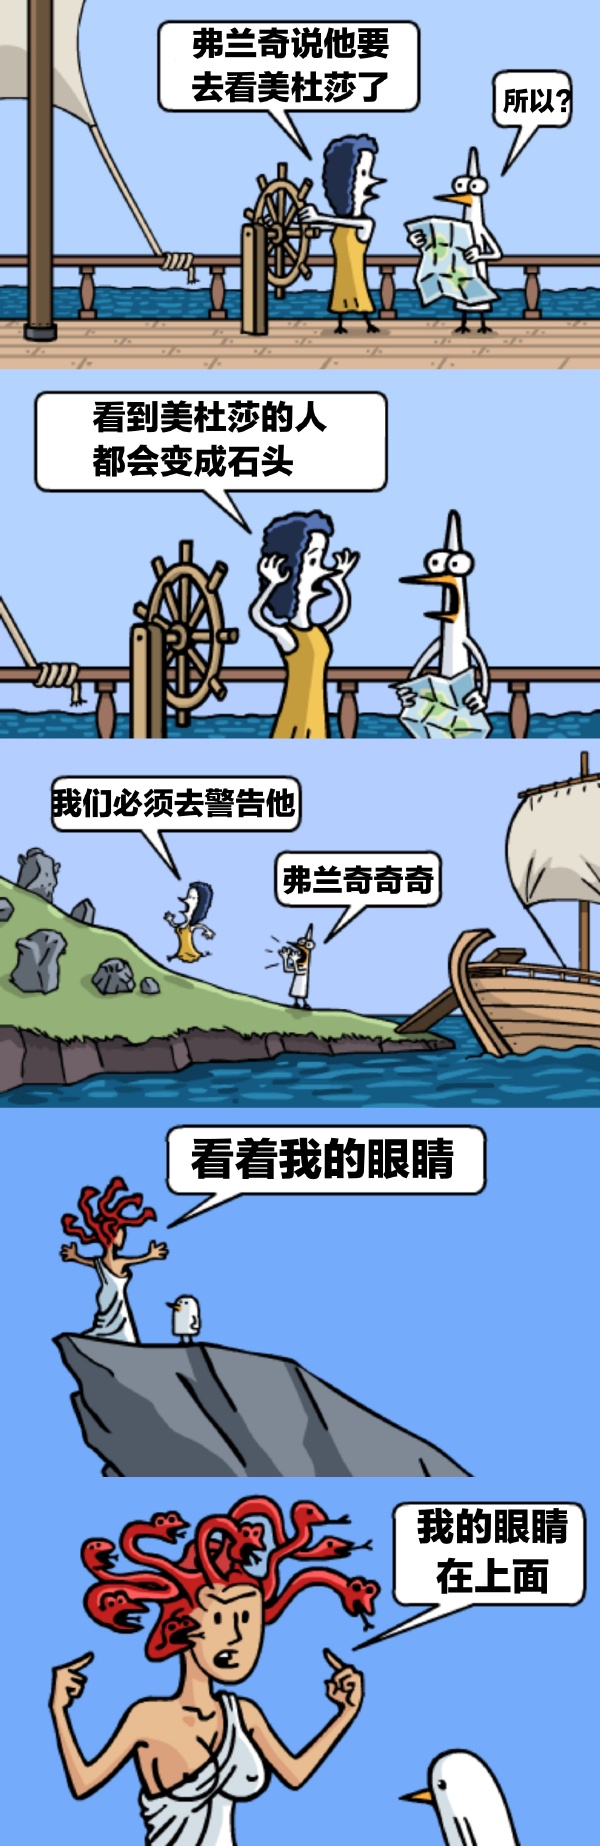 弗兰奇说他要
去看美杜莎了
所以?
看到美杜莎的人
都会变成石头
我们必须去警告他
弗兰奇奇奇
看着我的眼睛
我的眼睛
在上面